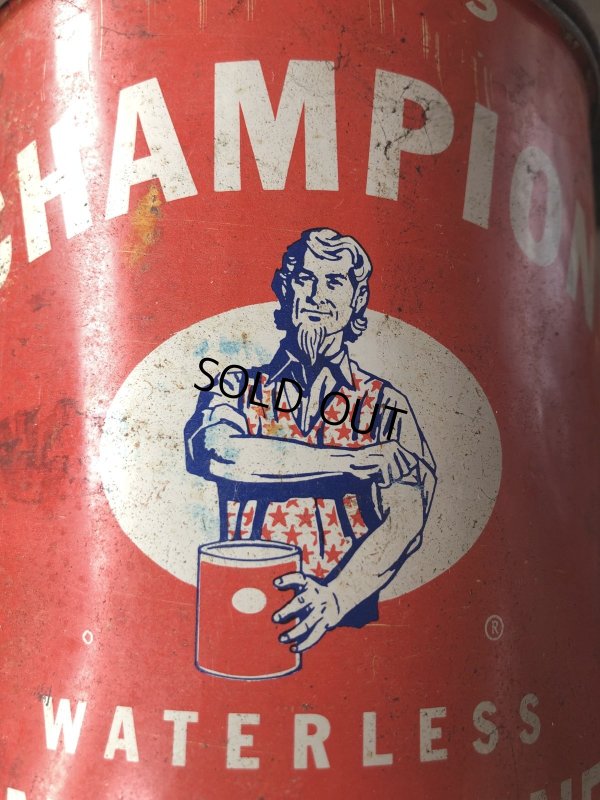 S
CHAMPION
SOLD OUT
®
WATERLESS